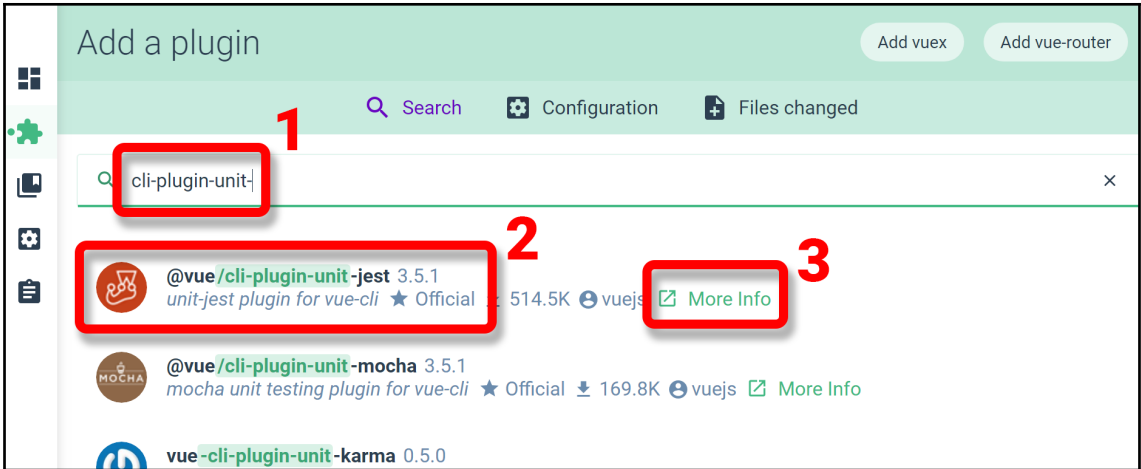 Add a plugin
Add vuex
Add vue-router
Search
Configuration
Files changed
1
cli-plugin-unit-
2
3
@vue/cli-plugin-unit-jest 3.5.1
unit-jest plugin for vue-cli Official 514.5K vuejs More Info
@vue/cli-plugin-unit-mocha 3.5.1
MOCHA
mocha unit testing plugin for vue-cli Official 169.8K vuejs More Info
vue-cli-plugin-unit-karma 0.5.0